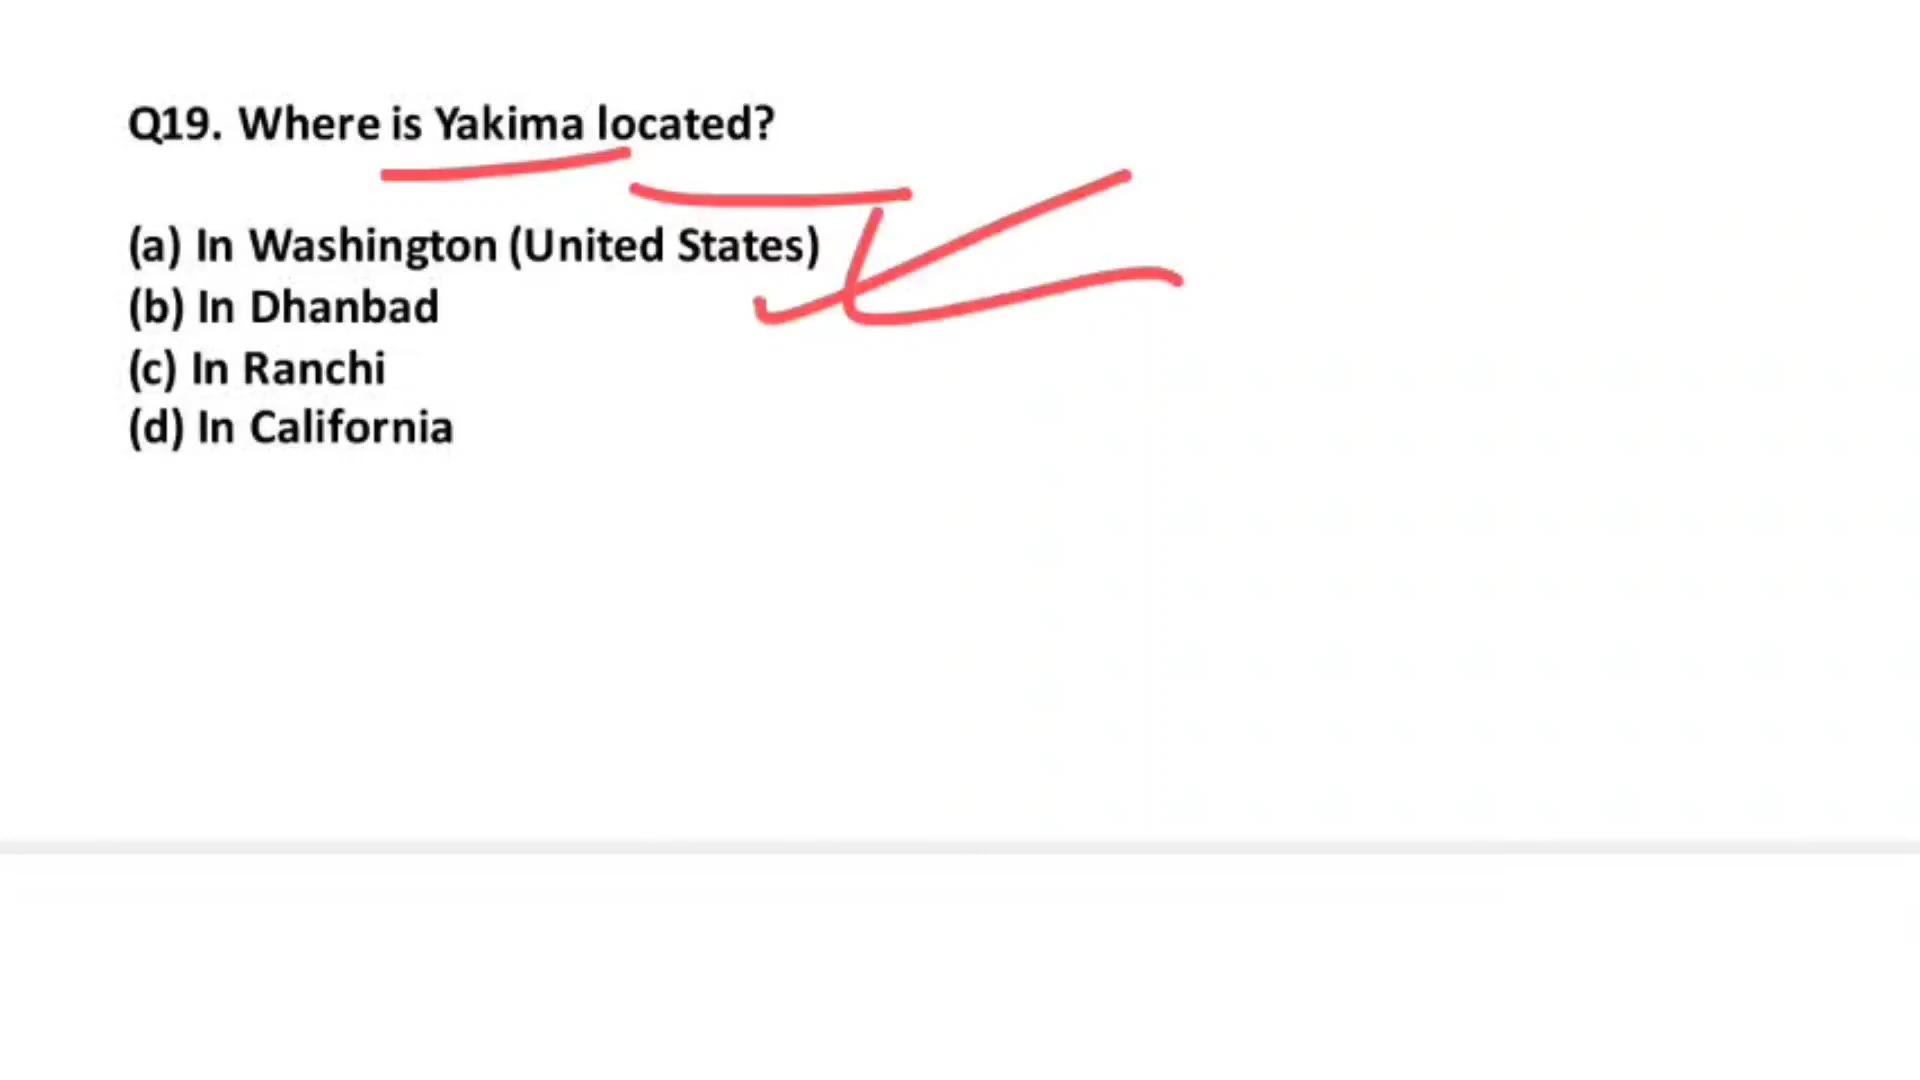 Q19. Where is Yakima located?
(a) In Washington (United States)
(b) In Dhanbad
(c) In Ranchi
(d) In California